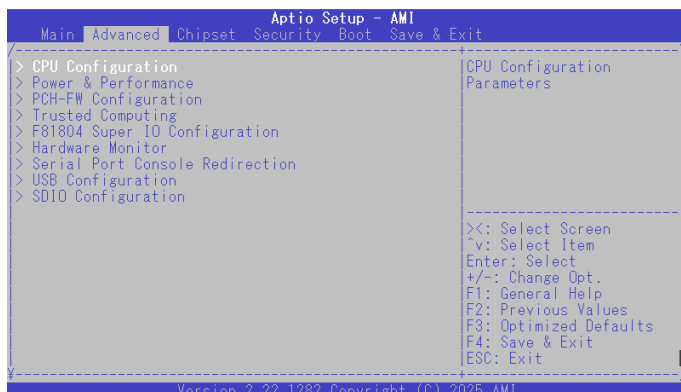 Aptio Setup - AMI
Main Advanced Chipset Security Boot Save & Exit
> CPU Configuration
> Power & Performance
> PCH-FW Configuration
> Trusted Computing
> F81804 Super IO Configuration
> Hardware Monitor
> Serial Port Console Redirection
> USB Configuration
> SDIO Configuration
CPU Configuration
Parameters
><: Select Screen
^v: Select Item
Enter: Select
+/-: Change Opt.
F1: General Help
F2: Previous Values
F3: Optimized Defaults
F4: Save & Exit
ESC: Exit
Version 2.22.1282 Copyright (C) 2025 AMI